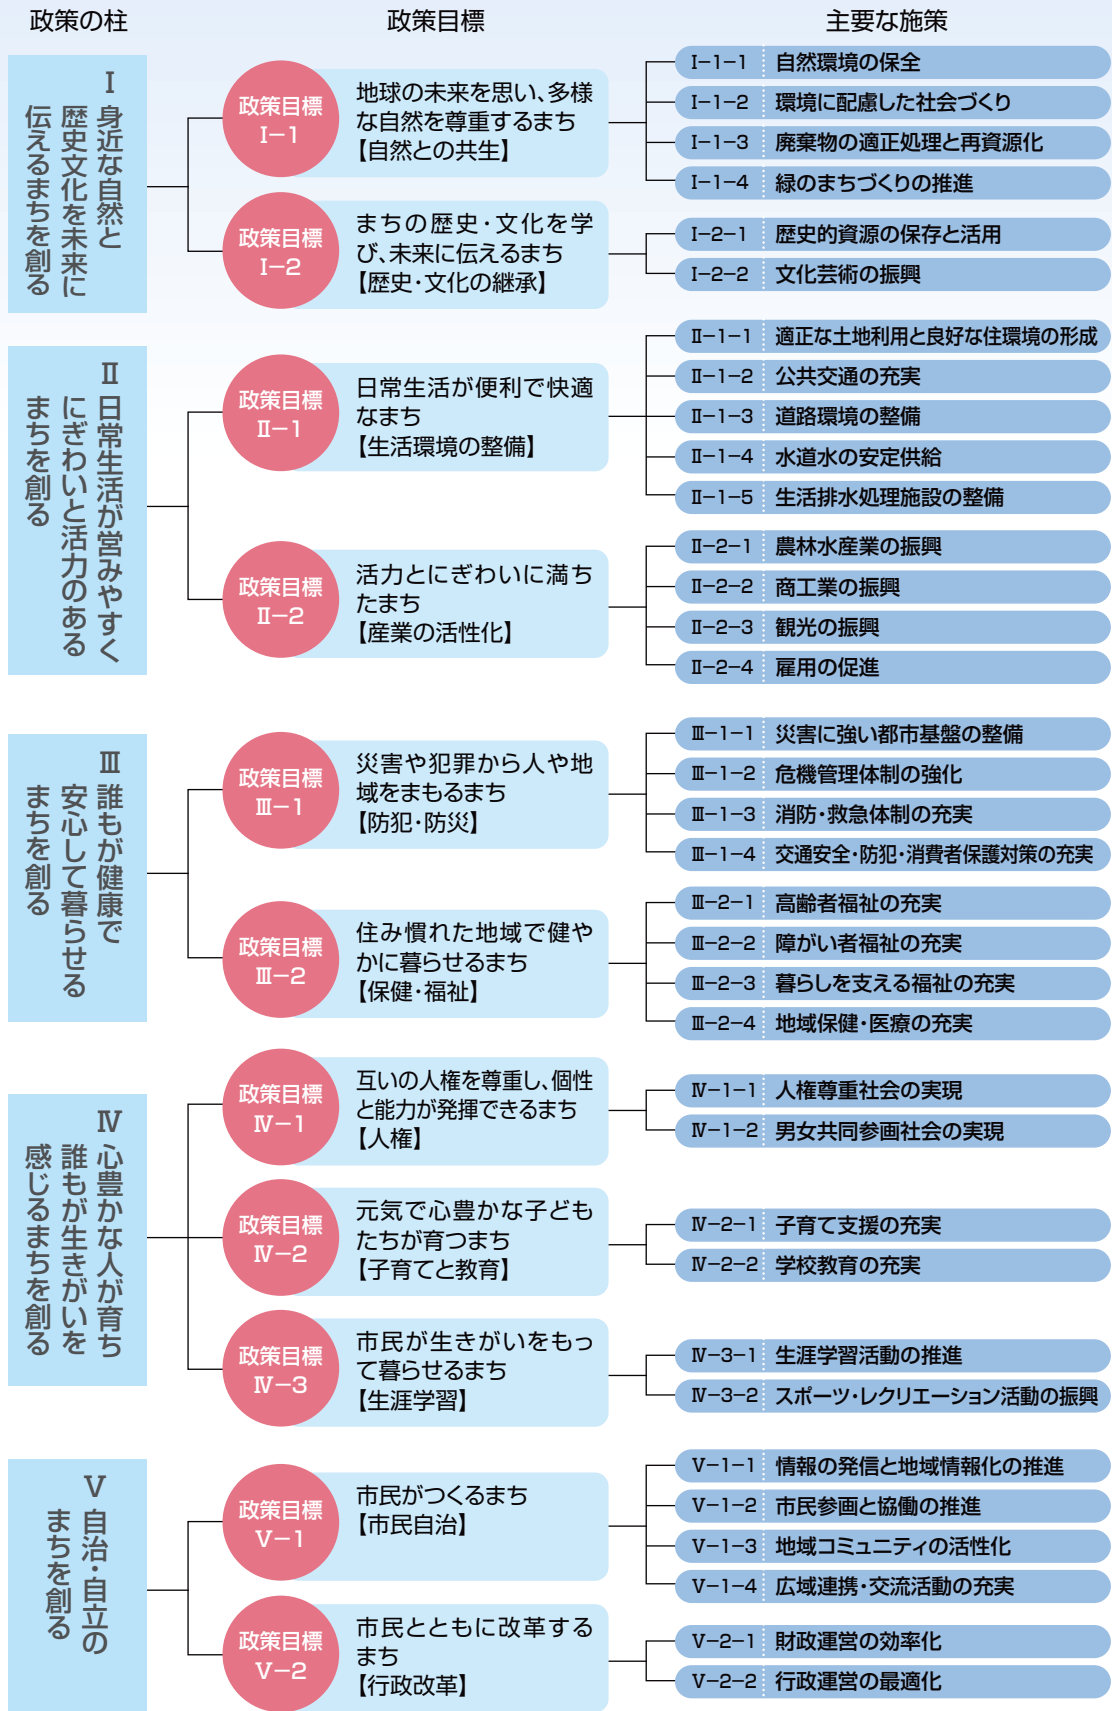 政策の柱
政策目標
主要な施策
Ⅰ 身近な自然と
歴史文化を未来に
伝えるまちを創る
政策目標
Ⅰ−1
地球の未来を思い、多様
な自然を尊重するまち
【自然との共生】
Ⅰ−1−1 自然環境の保全
Ⅰ−1−2 環境に配慮した社会づくり
Ⅰ−1−3 廃棄物の適正処理と再資源化
Ⅰ−1−4 緑のまちづくりの推進
政策目標
Ⅰ−2
まちの歴史・文化を学
び、未来に伝えるまち
【歴史・文化の継承】
Ⅰ−2−1 歴史的資源の保存と活用
Ⅰ−2−2 文化芸術の振興
Ⅱ 日常生活が営みやすく
にぎわいと活力のある
まちを創る
政策目標
Ⅱ−1
日常生活が便利で快適
なまち
【生活環境の整備】
Ⅱ−1−1 適正な土地利用と良好な住環境の形成
Ⅱ−1−2 公共交通の充実
Ⅱ−1−3 道路環境の整備
Ⅱ−1−4 水道水の安定供給
Ⅱ−1−5 生活排水処理施設の整備
政策目標
Ⅱ−2
活力とにぎわいに満ち
たまち
【産業の活性化】
Ⅱ−2−1 農林水産業の振興
Ⅱ−2−2 商工業の振興
Ⅱ−2−3 観光の振興
Ⅱ−2−4 雇用の促進
Ⅲ 誰もが健康で
安心して暮らせる
まちを創る
政策目標
Ⅲ−1
災害や犯罪から人や地
域をまもるまち
【防犯・防災】
Ⅲ−1−1 災害に強い都市基盤の整備
Ⅲ−1−2 危機管理体制の強化
Ⅲ−1−3 消防・救急体制の充実
Ⅲ−1−4 交通安全・防犯・消費者保護対策の充実
政策目標
Ⅲ−2
住み慣れた地域で健や
かに暮らせるまち
【保健・福祉】
Ⅲ−2−1 高齢者福祉の充実
Ⅲ−2−2 障がい者福祉の充実
Ⅲ−2−3 暮らしを支える福祉の充実
Ⅲ−2−4 地域保健・医療の充実
Ⅳ 心豊かな人が育ち
誰もが生きがいを
感じるまちを創る
政策目標
Ⅳ−1
互いの人権を尊重し、個性
と能力が発揮できるまち
【人権】
Ⅳ−1−1 人権尊重社会の実現
Ⅳ−1−2 男女共同参画社会の実現
政策目標
Ⅳ−2
元気で心豊かな子ども
たちが育つまち
【子育てと教育】
Ⅳ−2−1 子育て支援の充実
Ⅳ−2−2 学校教育の充実
政策目標
Ⅳ−3
市民が生きがいをもっ
て暮らせるまち
【生涯学習】
Ⅳ−3−1 生涯学習活動の推進
Ⅳ−3−2 スポーツ・レクリエーション活動の振興
Ⅴ 自治・自立の
まちを創る
政策目標
Ⅴ−1
市民がつくるまち
【市民自治】
Ⅴ−1−1 情報の発信と地域情報化の推進
Ⅴ−1−2 市民参画と協働の推進
Ⅴ−1−3 地域コミュニティの活性化
Ⅴ−1−4 広域連携・交流活動の充実
政策目標
Ⅴ−2
市民とともに改革する
まち
【行政改革】
Ⅴ−2−1 財政運営の効率化
Ⅴ−2−2 行政運営の最適化